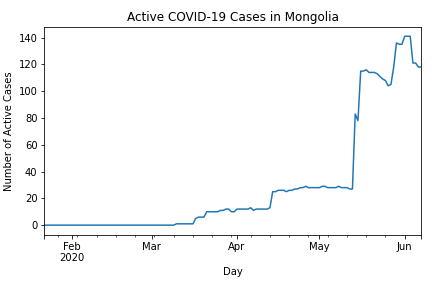 Active COVID-19 Cases in Mongolia
Number of Active Cases
140
120
100
80
60
40
20
0
Feb
2020
Mar
Apr
May
Jun
Day